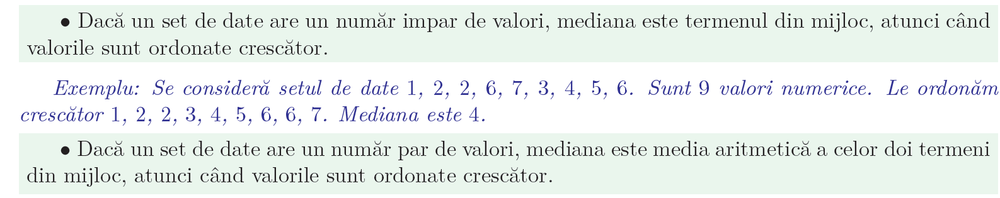 • Dacă un set de date are un număr impar de valori, mediana este termenul din mijloc, atunci când
valorile sunt ordonate crescător.
Exemplu: Se consideră setul de date 1, 2, 2, 6, 7, 3, 4, 5, 6. Sunt 9 valori numerice. Le ordonăm
crescător 1, 2, 2, 3, 4, 5, 6, 6, 7. Mediana este 4.
• Dacă un set de date are un număr par de valori, mediana este media aritmetică a celor doi termeni
din mijloc, atunci când valorile sunt ordonate crescător.